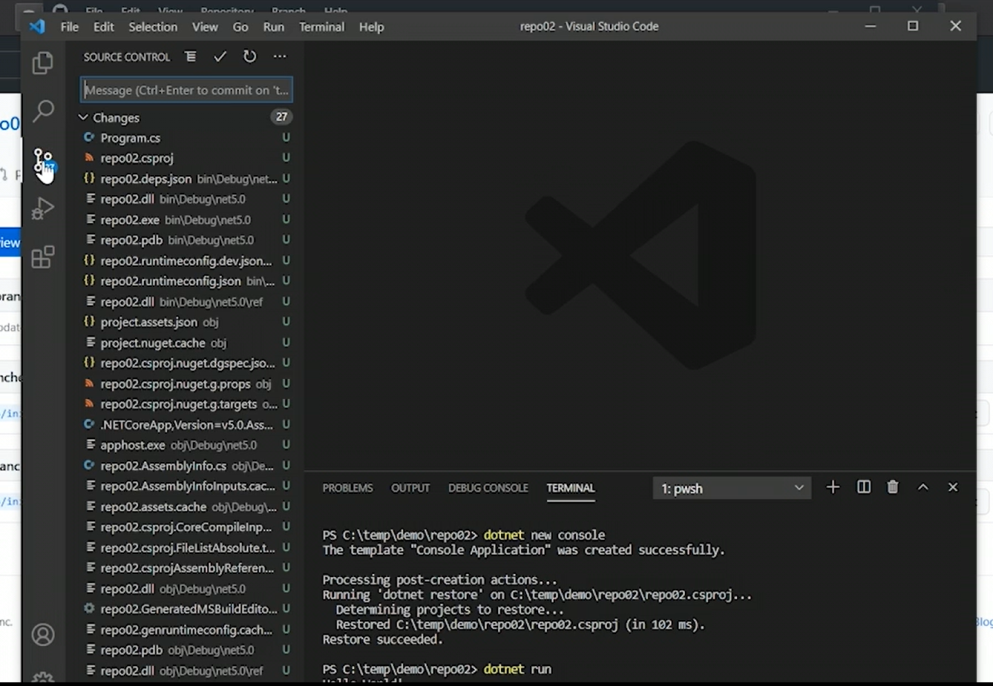 File Edit View Repository Branch Help
File Edit Selection View Go Run Terminal Help
repo02 - Visual Studio Code
SOURCE CONTROL
Message (Ctrl+Enter to commit on 't...
Changes 27
Program.cs U
repo02.csproj U
repo02.deps.json bin\Debug\net... U
repo02.dll bin\Debug\net5.0 U
repo02.exe bin\Debug\net5.0 U
repo02.pdb bin\Debug\net5.0 U
repo02.runtimeconfig.dev.json... U
repo02.runtimeconfig.json bin\... U
repo02.dll bin\Debug\net5.0\ref U
project.assets.json obj U
project.nuget.cache obj U
repo02.csproj.nuget.dgspec.jso... U
repo02.csproj.nuget.g.props obj U
repo02.csproj.nuget.g.targets o... U
.NETCoreApp,Version=v5.0.Ass... U
apphost.exe obj\Debug\net5.0 U
repo02.AssemblyInfo.cs obj\De... U
repo02.AssemblyInfoInputs.cac... U
repo02.assets.cache obj\Debug\... U
repo02.csproj.CoreCompileInp... U
repo02.csproj.FileListAbsolute.t... U
repo02.csprojAssemblyReferen... U
repo02.dll obj\Debug\net5.0 U
repo02.GeneratedMSBuildEdito... U
repo02.genruntimeconfig.cach... U
repo02.pdb obj\Debug\net5.0 U
repo02.dll obj\Debug\net5.0\ref U
PROBLEMS OUTPUT DEBUG CONSOLE TERMINAL
1: pwsh
PS C:\temp\demo\repo02> dotnet new console
The template "Console Application" was created successfully.
Processing post-creation actions...
Running 'dotnet restore' on C:\temp\demo\repo02\repo02.csproj...
Determining projects to restore...
Restored C:\temp\demo\repo02\repo02.csproj (in 102 ms).
Restore succeeded.
PS C:\temp\demo\repo02> dotnet run
Hello World!